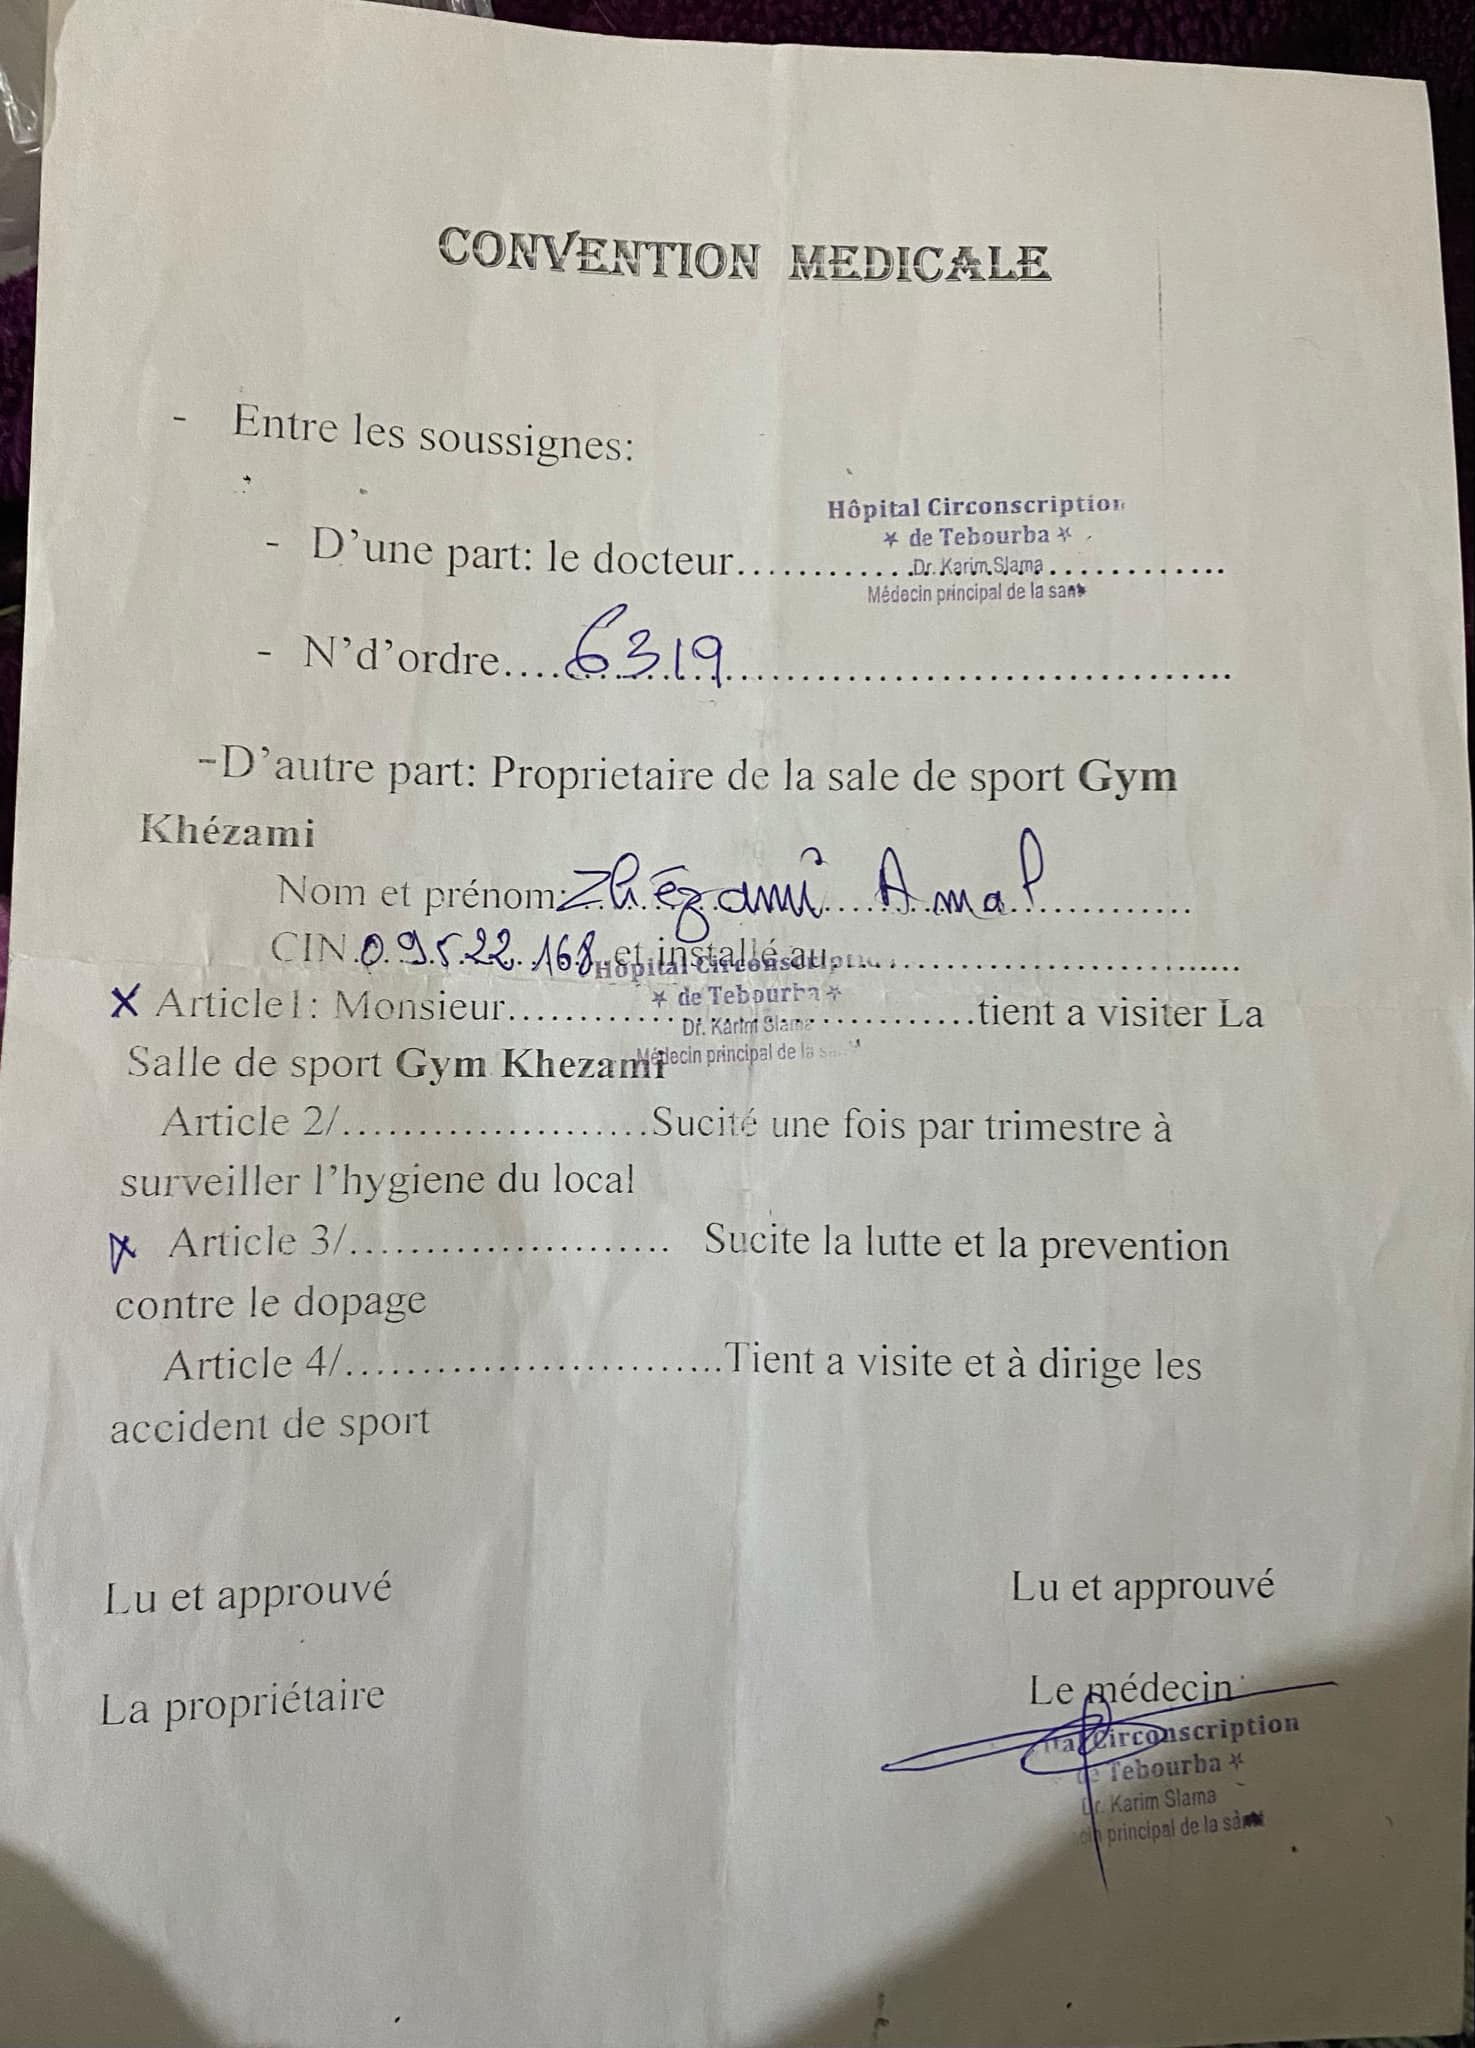 CONVENTION MEDICALE
- Entre les soussignes:
Hôpital Circonscription
* de Tebourba *
- D'une part: le docteur.......................................
Dr. Karim Slama
Médecin principal de la sant
- N'd'ordre....6319.......................................
-D'autre part: Proprietaire de la sale de sport Gym
Khézami
Nom et prénom: Zhézami Amal............
CIN.09522168 et installé au..............................
Hôpital Circonscription
* de Tebourba *
X Article1: Monsieur.......................................tient a visiter La
Dr. Karim Slama
Salle de sport Gym Khezami
Médecin principal de la
Article 2/........................Sucité une fois par trimestre à
surveiller l'hygiene du local
X Article 3/......................... Sucite la lutte et la prevention
contre le dopage
Article 4/.............................Tient a visite et à dirige les
accident de sport
Lu et approuvé Lu et approuvé
La propriétaire Le médecin
Circonscription
de Tebourba *
Dr. Karim Slama
principal de la